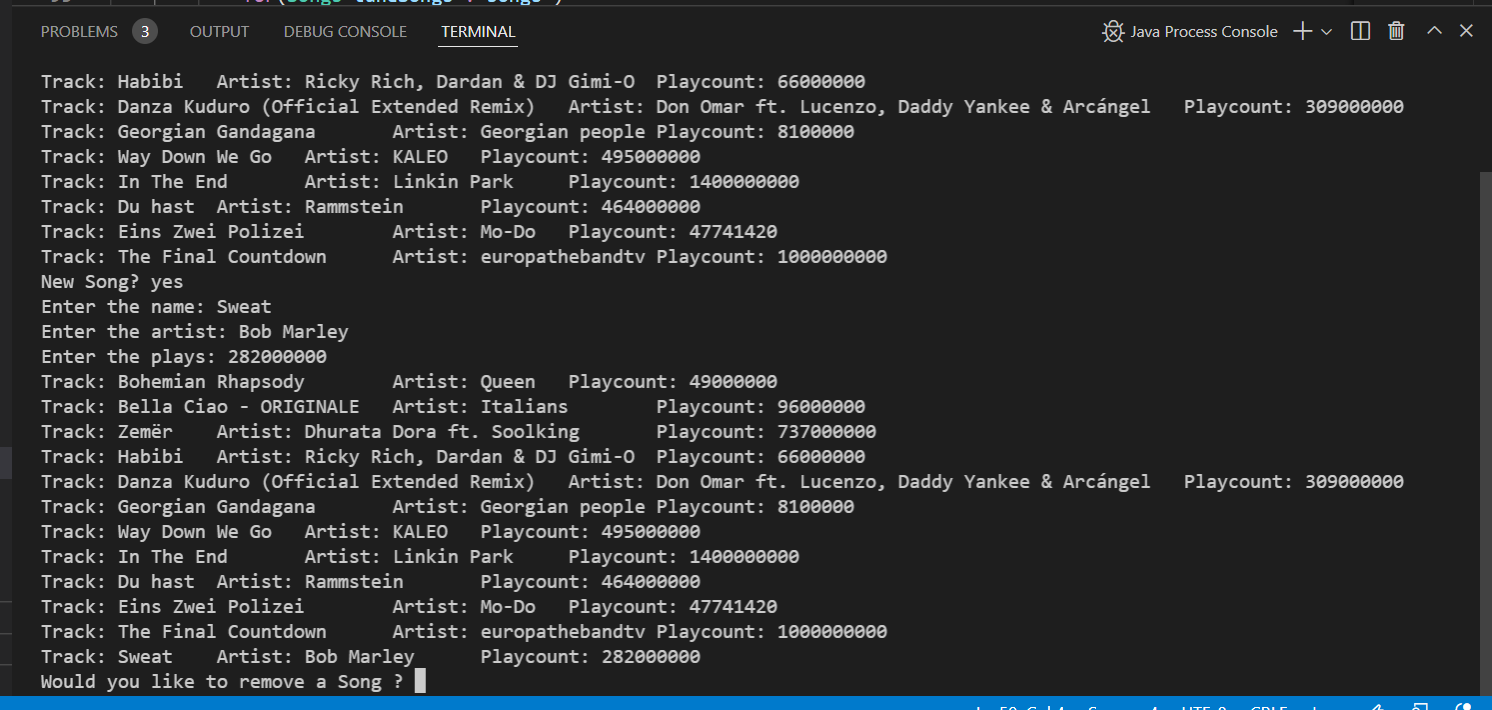 PROBLEMS 3 OUTPUT DEBUG CONSOLE TERMINAL Java Process Console
Track: Habibi Artist: Ricky Rich, Dardan & DJ Gimi-O Playcount: 66000000
Track: Danza Kuduro (Official Extended Remix) Artist: Don Omar ft. Lucenzo, Daddy Yankee & Arcángel Playcount: 309000000
Track: Georgian Gandagana Artist: Georgian people Playcount: 8100000
Track: Way Down We Go Artist: KALEO Playcount: 495000000
Track: In The End Artist: Linkin Park Playcount: 1400000000
Track: Du hast Artist: Rammstein Playcount: 464000000
Track: Eins Zwei Polizei Artist: Mo-Do Playcount: 47741420
Track: The Final Countdown Artist: europathebandtv Playcount: 1000000000
New Song? yes
Enter the name: Sweat
Enter the artist: Bob Marley
Enter the plays: 282000000
Track: Bohemian Rhapsody Artist: Queen Playcount: 49000000
Track: Bella Ciao - ORIGINALE Artist: Italians Playcount: 96000000
Track: Zemër Artist: Dhurata Dora ft. Soolking Playcount: 737000000
Track: Habibi Artist: Ricky Rich, Dardan & DJ Gimi-O Playcount: 66000000
Track: Danza Kuduro (Official Extended Remix) Artist: Don Omar ft. Lucenzo, Daddy Yankee & Arcángel Playcount: 309000000
Track: Georgian Gandagana Artist: Georgian people Playcount: 8100000
Track: Way Down We Go Artist: KALEO Playcount: 495000000
Track: In The End Artist: Linkin Park Playcount: 1400000000
Track: Du hast Artist: Rammstein Playcount: 464000000
Track: Eins Zwei Polizei Artist: Mo-Do Playcount: 47741420
Track: The Final Countdown Artist: europathebandtv Playcount: 1000000000
Track: Sweat Artist: Bob Marley Playcount: 282000000
Would you like to remove a Song ?